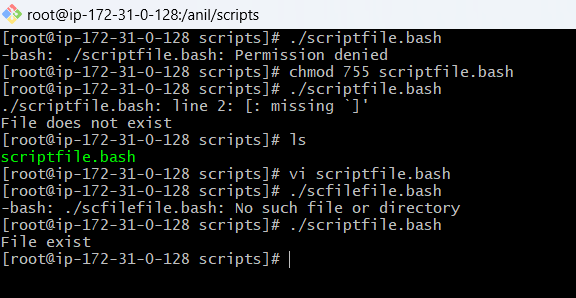 root@ip-172-31-0-128:/anil/scripts
[root@ip-172-31-0-128 scripts]# ./scriptfile.bash
-bash: ./scriptfile.bash: Permission denied
[root@ip-172-31-0-128 scripts]# chmod 755 scriptfile.bash
[root@ip-172-31-0-128 scripts]# ./scriptfile.bash
./scriptfile.bash: line 2: [: missing `]'
File does not exist
[root@ip-172-31-0-128 scripts]# ls
scriptfile.bash
[root@ip-172-31-0-128 scripts]# vi scriptfile.bash
[root@ip-172-31-0-128 scripts]# ./scfilefile.bash
-bash: ./scfilefile.bash: No such file or directory
[root@ip-172-31-0-128 scripts]# ./scriptfile.bash
File exist
[root@ip-172-31-0-128 scripts]#